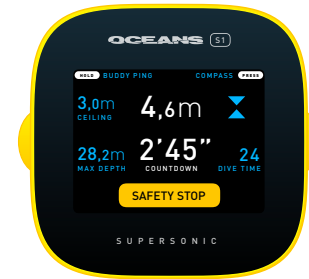 OCEANS S1
HOLD BUDDY PING COMPASS PRESS
3,0m 4,6m
CEILING
28,2m 2'45" 24
MAX DEPTH COUNTDOWN DIVE TIME
SAFETY STOP
SUPERSONIC